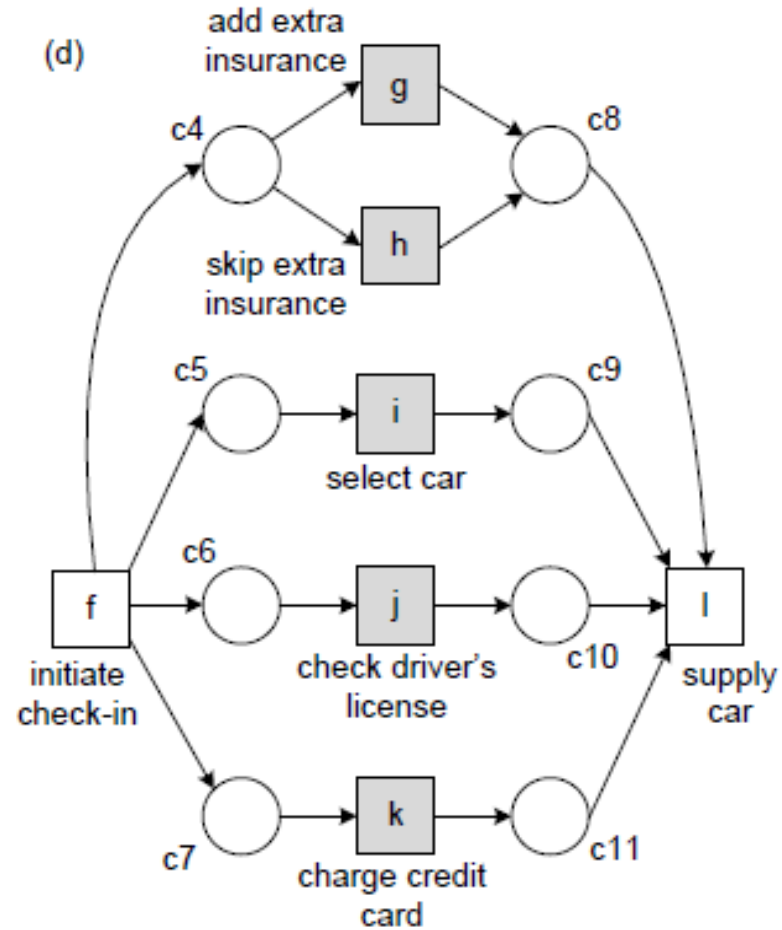 (d)
add extra
insurance
g
c4
c8
h
skip extra
insurance
c5
c9
i
select car
c6
f
j
l
initiate
check-in
check driver's
license
c10
supply
car
c7
k
c11
charge credit
card